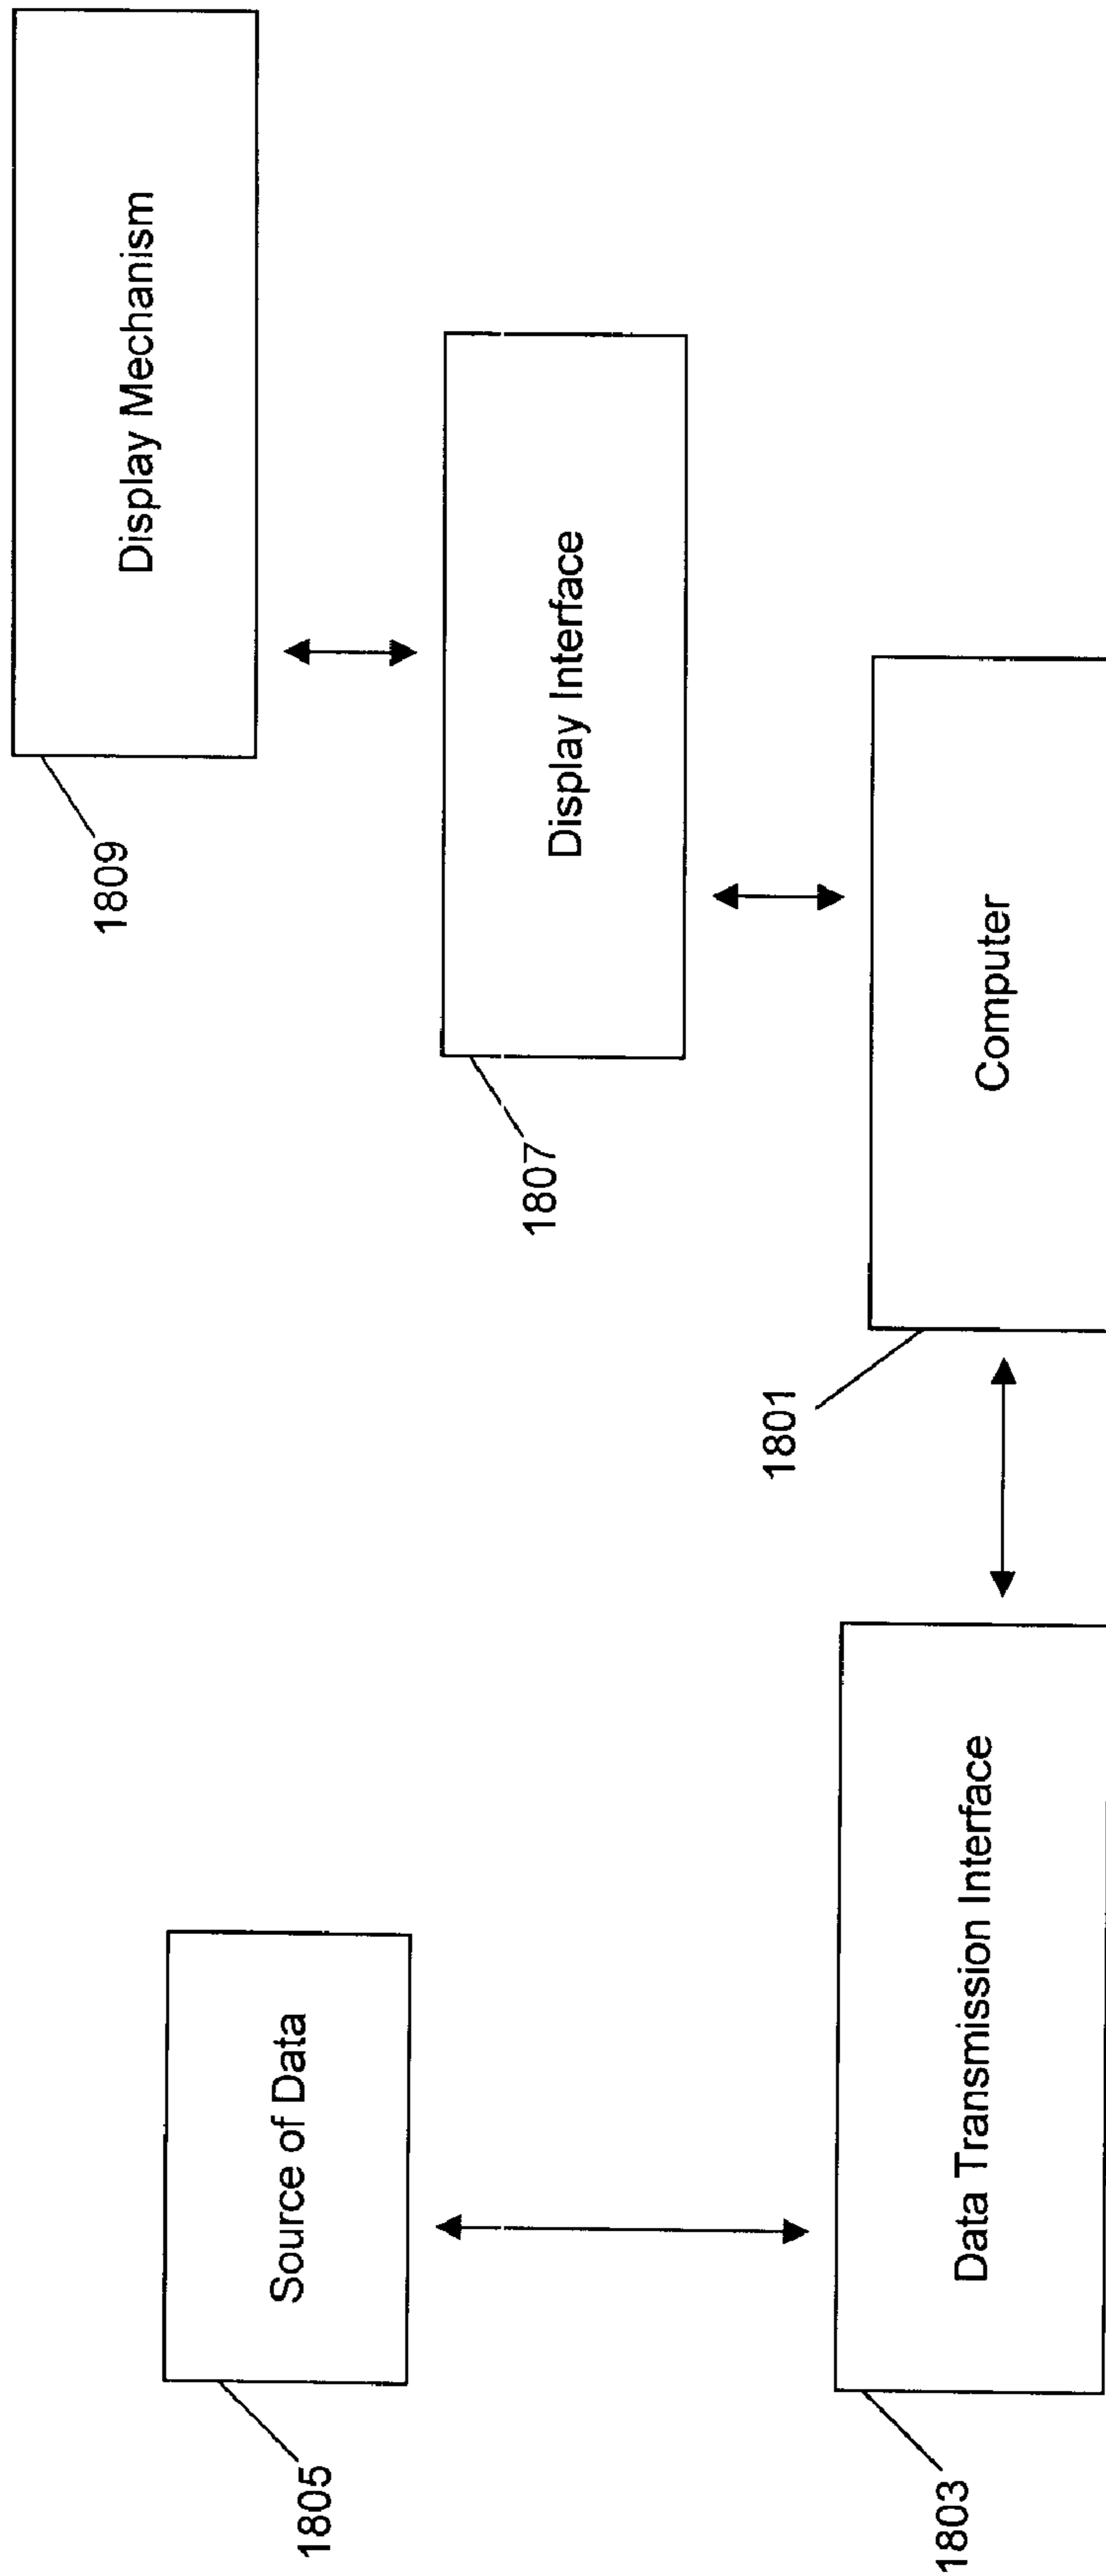 Display Mechanism
1809
Display Interface
1807
Computer
1801
Source of Data
1805
Data Transmission Interface
1803